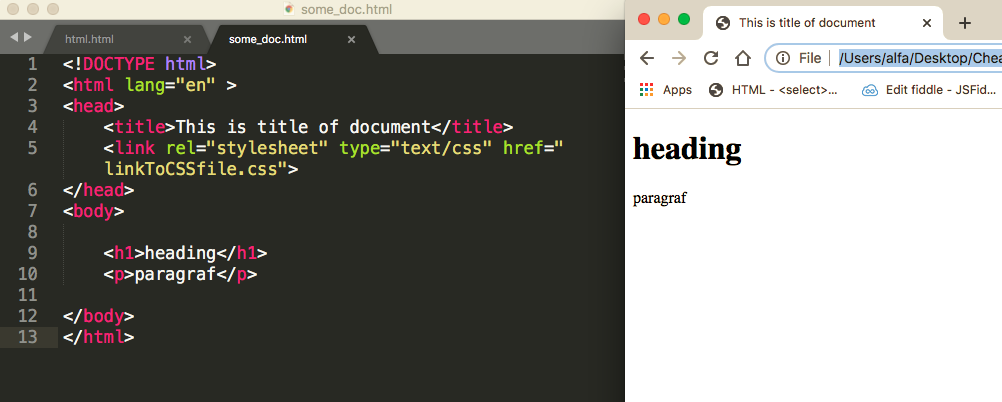 some_doc.html
html.html × some_doc.html ×
1 <!DOCTYPE html>
2 <html lang="en" >
3 <head>
4 <title>This is title of document</title>
5 <link rel="stylesheet" type="text/css" href="
linkToCSSfile.css">
6 </head>
7 <body>
8
9 <h1>heading</h1>
10 <p>paragraf</p>
11
12 </body>
13 </html>
This is title of document
File | /Users/alfa/Desktop/Chea
Apps HTML - <select>... Edit fiddle - JSFid...
heading
paragraf